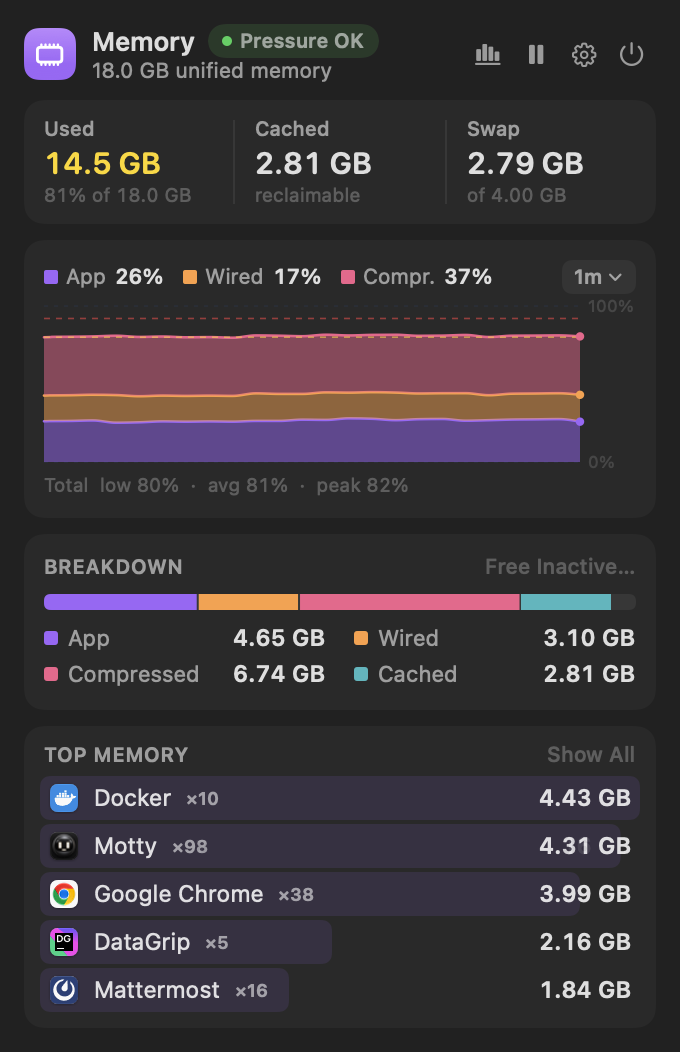 Memory Pressure OK
18.0 GB unified memory
Used Cached Swap
14.5 GB 2.81 GB 2.79 GB
81% of 18.0 GB reclaimable of 4.00 GB
App 26% Wired 17% Compr. 37% 1m
100%
0%
Total low 80% · avg 81% · peak 82%
BREAKDOWN Free Inactive...
App 4.65 GB Wired 3.10 GB
Compressed 6.74 GB Cached 2.81 GB
TOP MEMORY Show All
Docker ×10 4.43 GB
Motty ×98 4.31 GB
Google Chrome ×38 3.99 GB
DG DataGrip ×5 2.16 GB
Mattermost ×16 1.84 GB